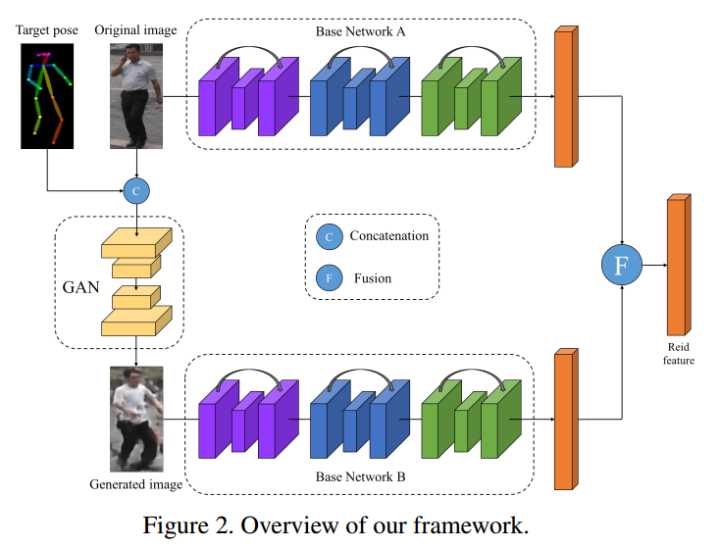 Target pose
Original image
Base Network A
C
GAN
C Concatenation
F Fusion
F
Reid
feature
Generated image
Base Network B
Figure 2. Overview of our framework.